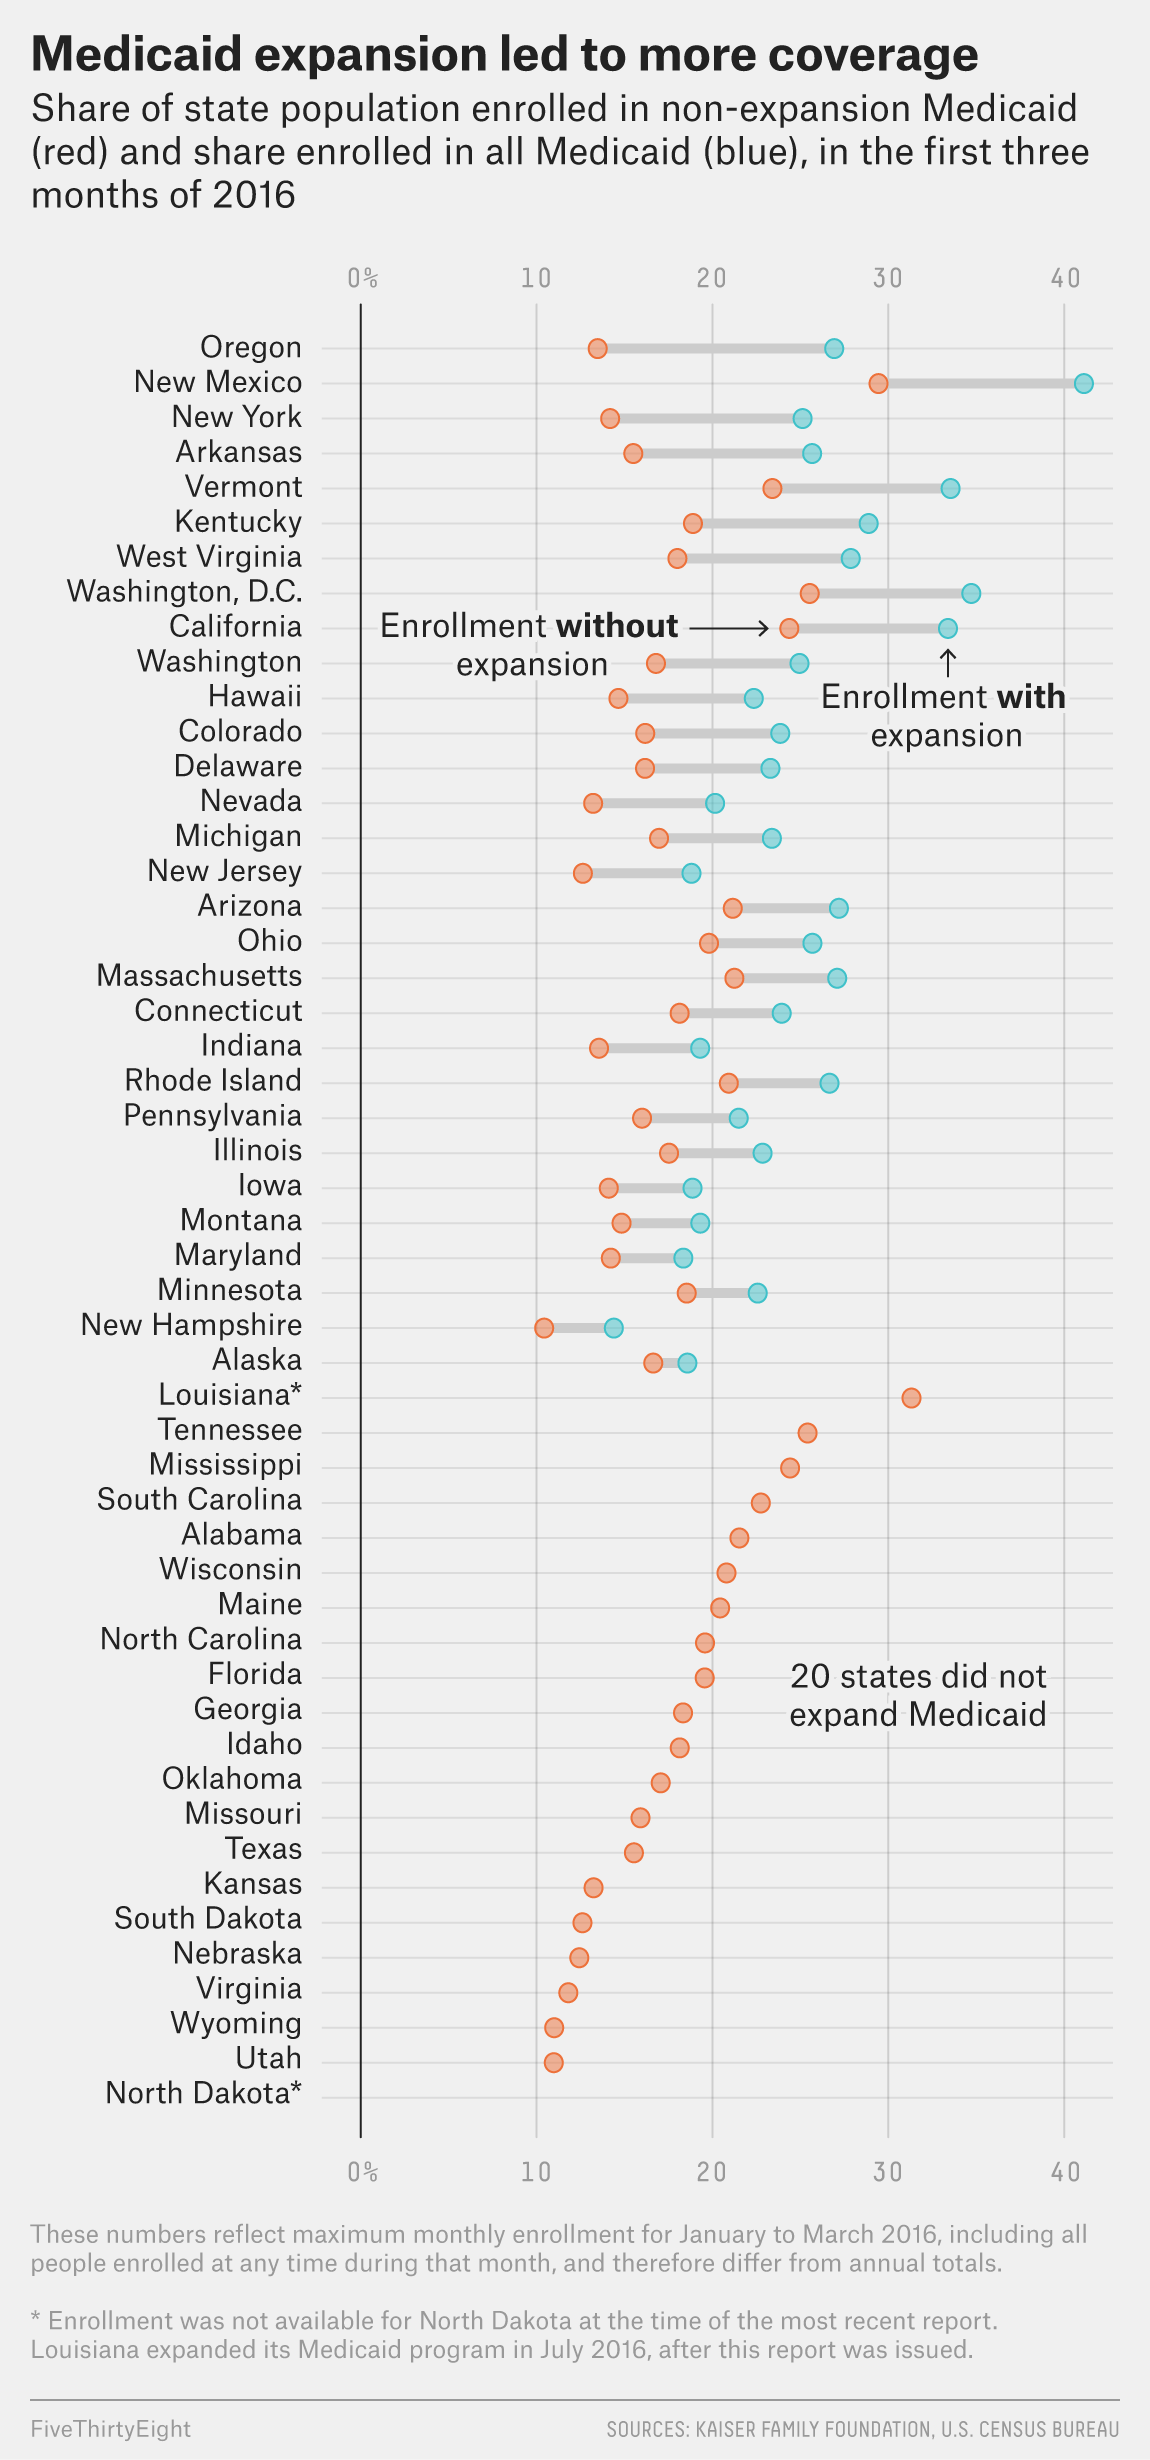 Medicaid expansion led to more coverage
Share of state population enrolled in non-expansion Medicaid
(red) and share enrolled in all Medicaid (blue), in the first three
months of 2016
0% 10 20 30 40
Oregon
New Mexico
New York
Arkansas
Vermont
Kentucky
West Virginia
Washington, D.C.
California
Enrollment without
expansion
Washington
Enrollment with
expansion
Hawaii
Colorado
Delaware
Nevada
Michigan
New Jersey
Arizona
Ohio
Massachusetts
Connecticut
Indiana
Rhode Island
Pennsylvania
Illinois
Iowa
Montana
Maryland
Minnesota
New Hampshire
Alaska
Louisiana*
Tennessee
Mississippi
South Carolina
Alabama
Wisconsin
Maine
North Carolina
Florida
20 states did not
expand Medicaid
Georgia
Idaho
Oklahoma
Missouri
Texas
Kansas
South Dakota
Nebraska
Virginia
Wyoming
Utah
North Dakota*
0% 10 20 30 40
These numbers reflect maximum monthly enrollment for January to March 2016, including all
people enrolled at any time during that month, and therefore differ from annual totals.
* Enrollment was not available for North Dakota at the time of the most recent report.
Louisiana expanded its Medicaid program in July 2016, after this report was issued.
FiveThirtyEight
SOURCES: KAISER FAMILY FOUNDATION, U.S. CENSUS BUREAU